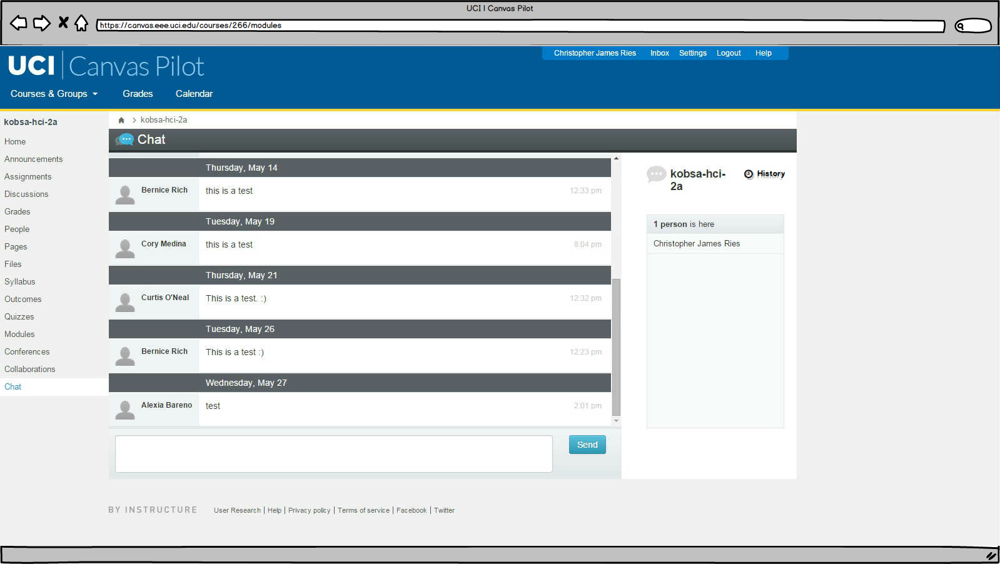 UCI | Canvas Pilot
https://canvas.eee.uci.edu/courses/266/modules
Christopher James Ries Inbox Settings Logout Help
UCI | Canvas Pilot
Courses & Groups Grades Calendar
kobsa-hci-2a
Home
Announcements
Assignments
Discussions
Grades
People
Pages
Files
Syllabus
Outcomes
Quizzes
Modules
Conferences
Collaborations
Chat
kobsa-hci-2a
Chat
Thursday, May 14
Bernice Rich this is a test 12:33 pm
Tuesday, May 19
Cory Medina this is a test 8:04 pm
Thursday, May 21
Curtis O'Neal This is a test. :) 12:32 pm
Tuesday, May 26
Bernice Rich This is a test :) 12:23 pm
Wednesday, May 27
Alexia Bareno test 2:01 pm
Send
kobsa-hci-
2a
History
1 person is here
Christopher James Ries
BY INSTRUCTURE User Research | Help | Privacy policy | Terms of service | Facebook | Twitter